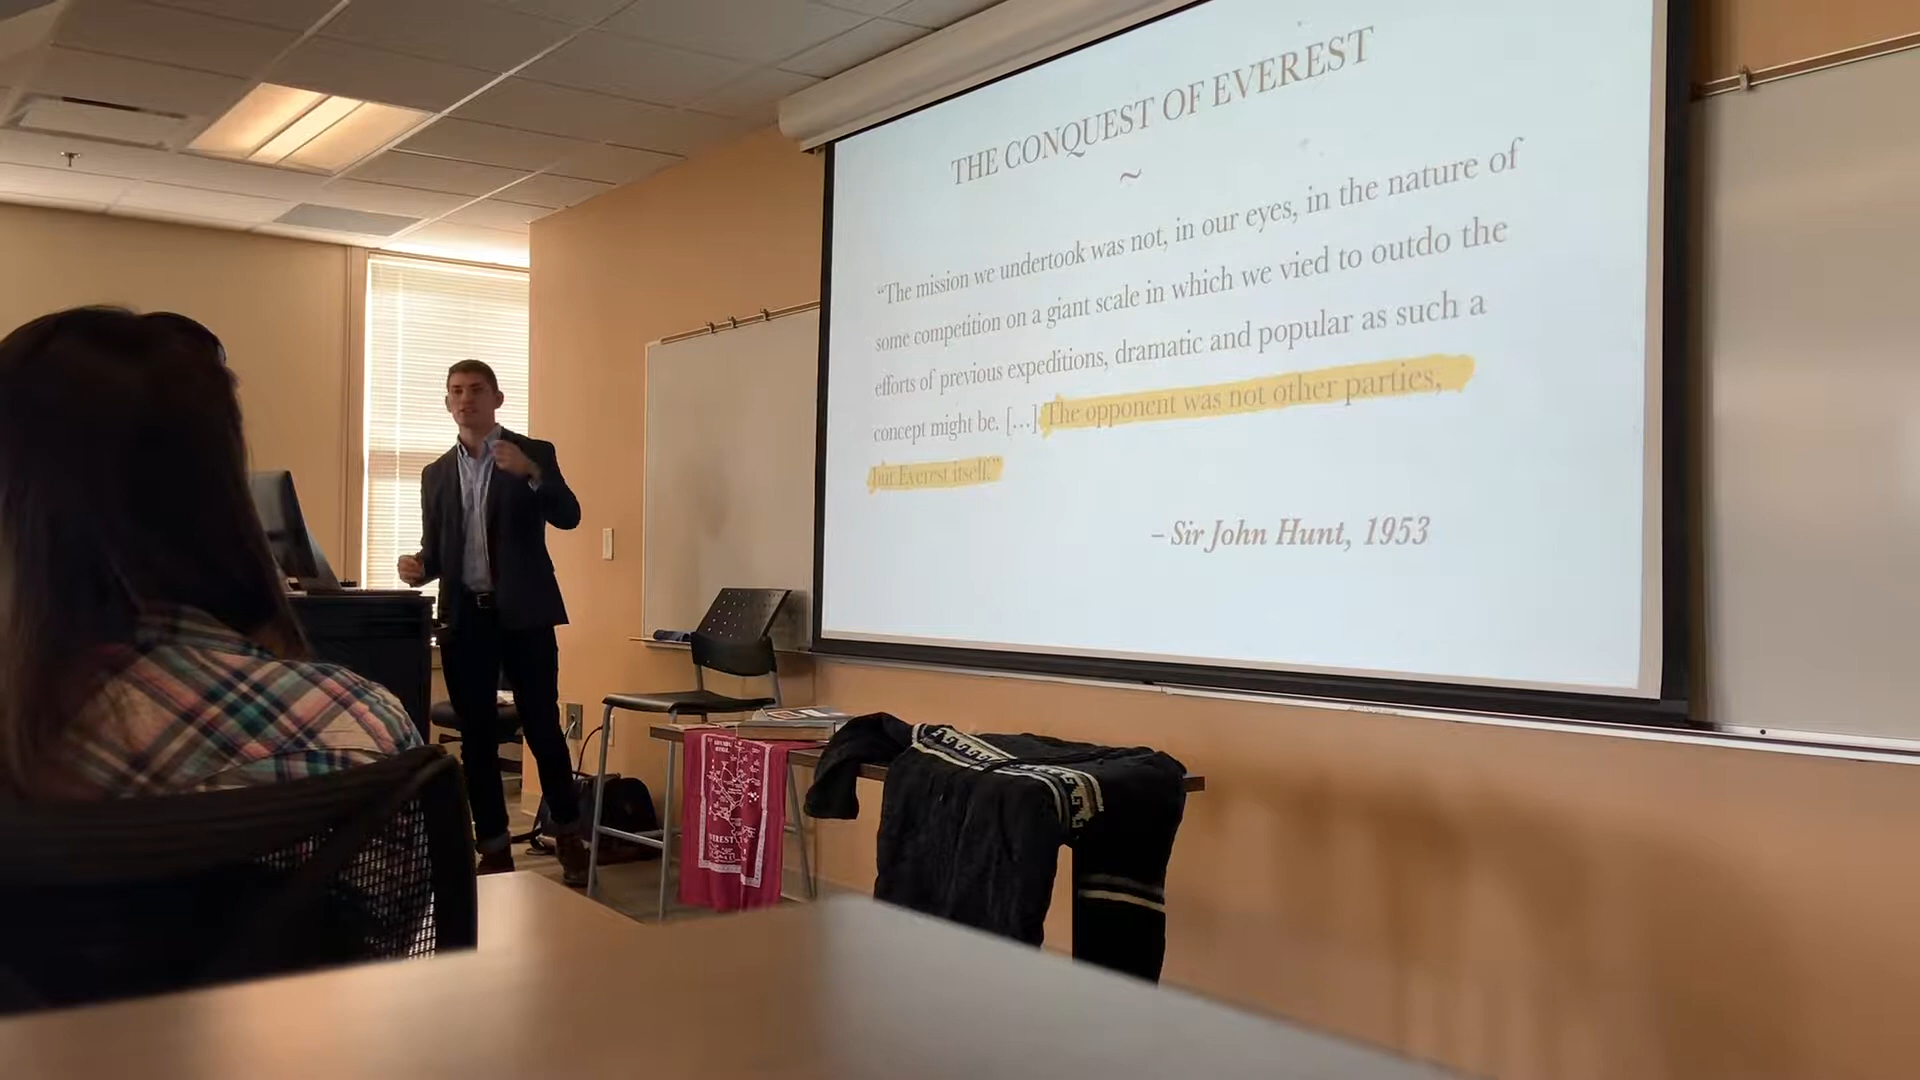 THE CONQUEST OF EVEREST
~
“The mission we undertook was not, in our eyes, in the nature of
some competition on a giant scale in which we vied to outdo the
efforts of previous expeditions, dramatic and popular as such a
concept might be. […] The opponent was not other parties,
but Everest itself.”
– Sir John Hunt, 1953
EVEREST